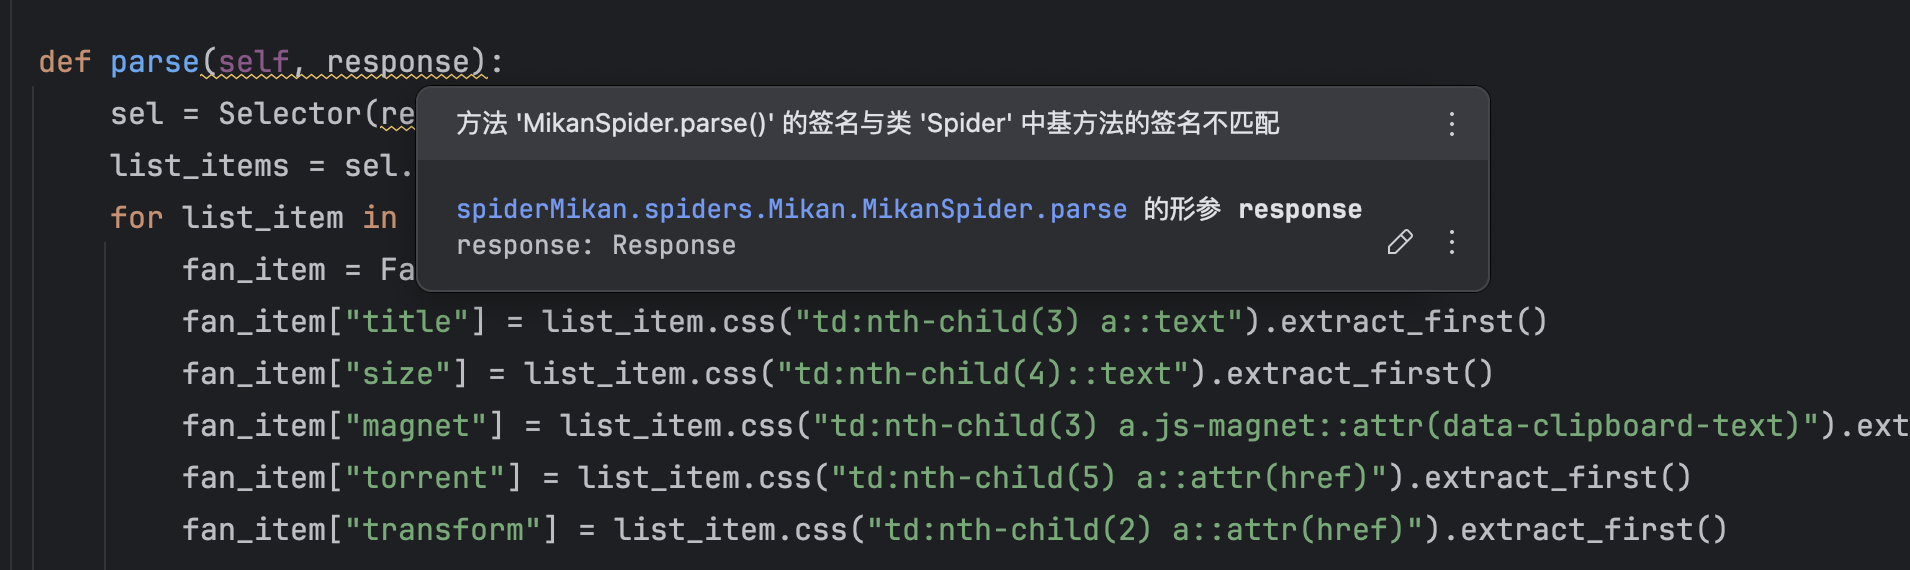 def parse(self, response):
sel = Selector(re
方法 'MikanSpider.parse()' 的签名与类 'Spider' 中基方法的签名不匹配
list_items = sel.
spiderMikan.spiders.Mikan.MikanSpider.parse 的形参 response
for list_item in
response: Response
fan_item = Fa
fan_item["title"] = list_item.css("td:nth-child(3) a::text").extract_first()
fan_item["size"] = list_item.css("td:nth-child(4)::text").extract_first()
fan_item["magnet"] = list_item.css("td:nth-child(3) a.js-magnet::attr(data-clipboard-text)").ext
fan_item["torrent"] = list_item.css("td:nth-child(5) a::attr(href)").extract_first()
fan_item["transform"] = list_item.css("td:nth-child(2) a::attr(href)").extract_first()